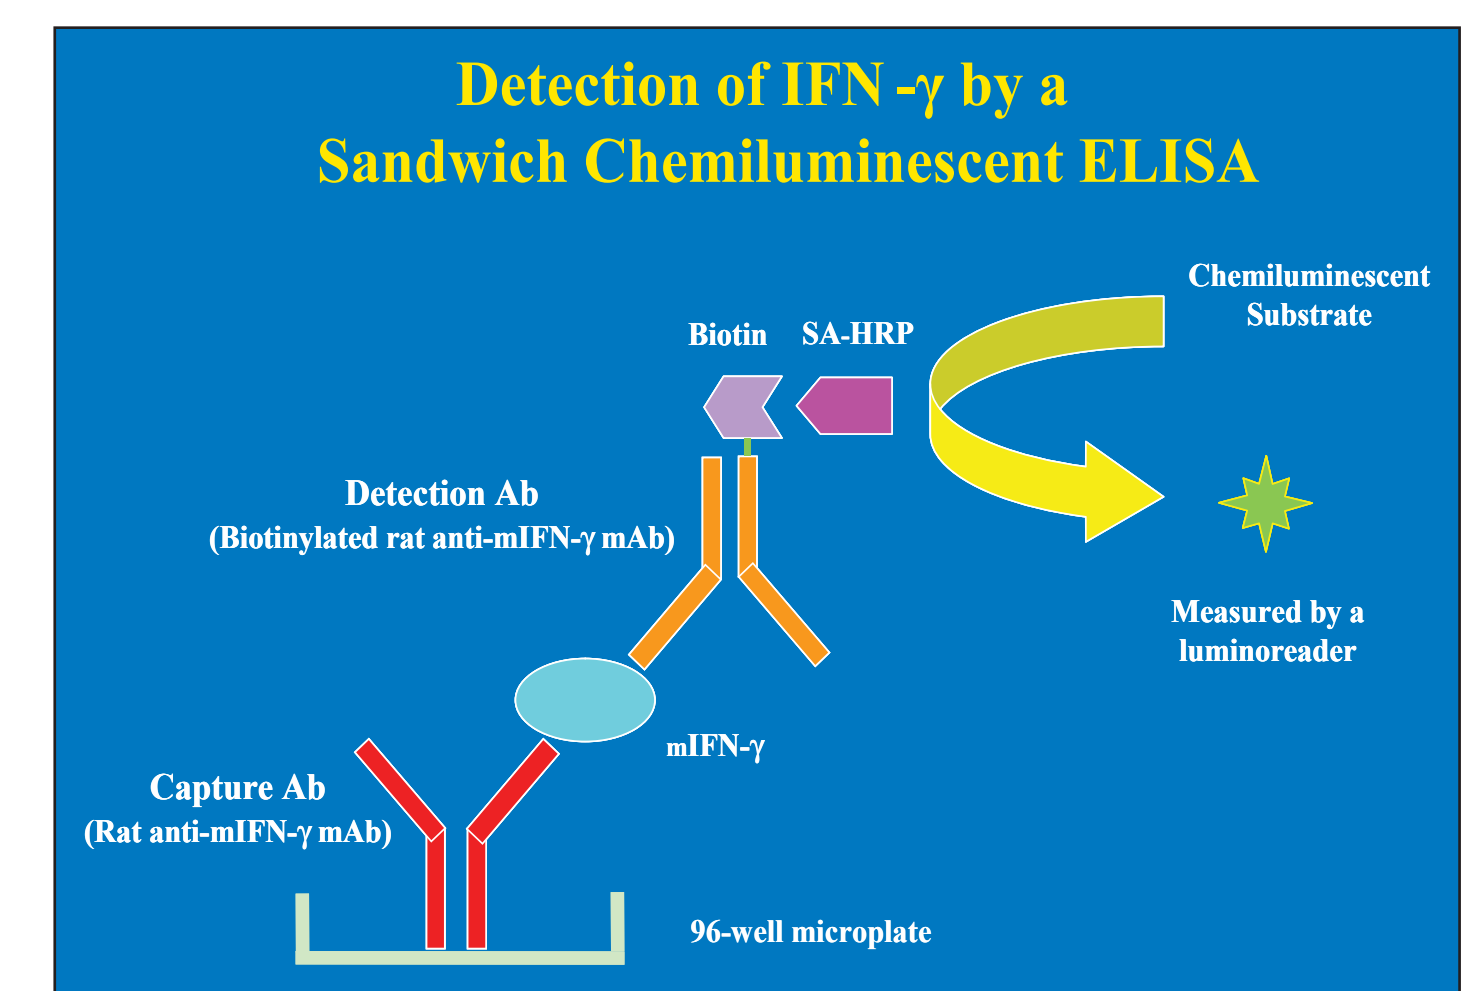 Detection of IFN -γ by a
Sandwich Chemiluminescent ELISA
Chemiluminescent
Substrate
Biotin
SA-HRP
Detection Ab
(Biotinylated rat anti-mIFN-γ mAb)
Measured by a
luminoreader
mIFN-γ
Capture Ab
(Rat anti-mIFN-γ mAb)
96-well microplate